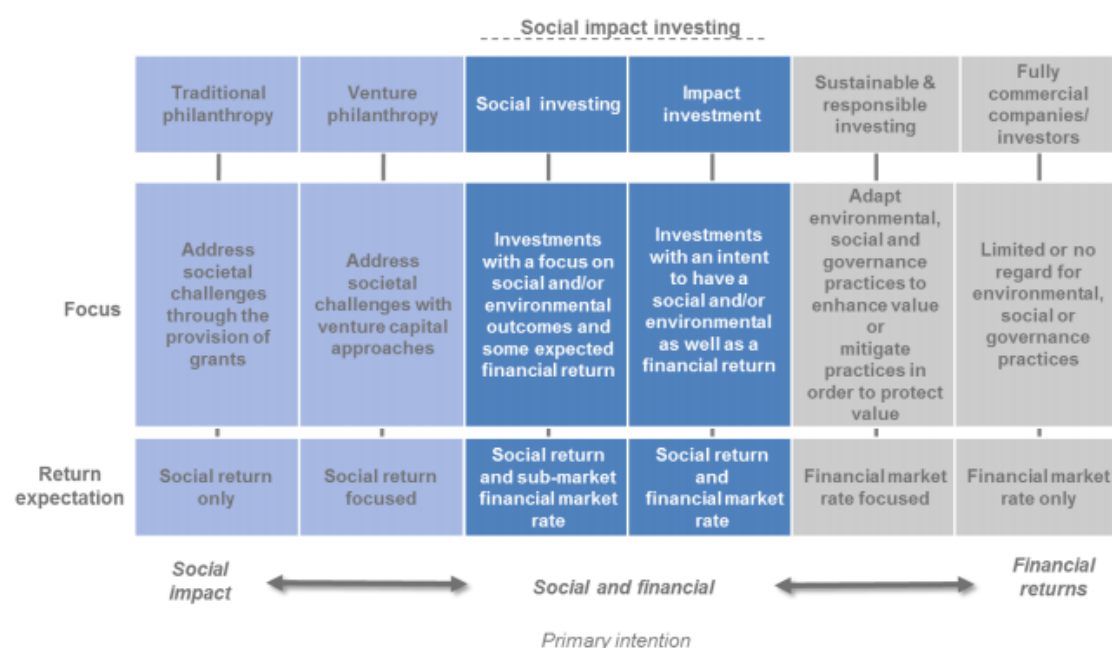 Social impact investing
Traditional
philanthropy
Venture
philanthropy
Social investing
Impact
investment
Sustainable &
responsible
investing
Fully
commercial
companies/
investors
Focus
Address
societal
challenges
through the
provision of
grants
Address
societal
challenges with
venture capital
approaches
Investments
with a focus on
social and/or
environmental
outcomes and
some expected
financial return
Investments
with an intent
to have a
social and/or
environmental
as well as a
financial return
Adapt
environmental,
social and
governance
practices to
enhance value
or
mitigate
practices in
order to protect
value
Limited or no
regard for
environmental,
social or
governance
practices
Return
expectation
Social return
only
Social return
focused
Social return
and sub-market
financial market
rate
Social return
and
financial market
rate
Financial market
rate focused
Financial market
rate only
Social
impact
Social and financial
Financial
returns
Primary intention